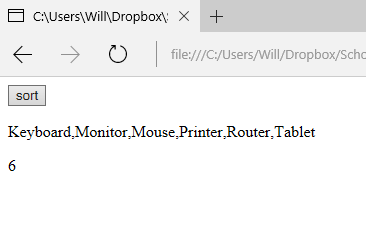 C:\Users\Will\Dropbox\S
file:///C:/Users/Will/Dropbox/Scho
sort
Keyboard,Monitor,Mouse,Printer,Router,Tablet
6